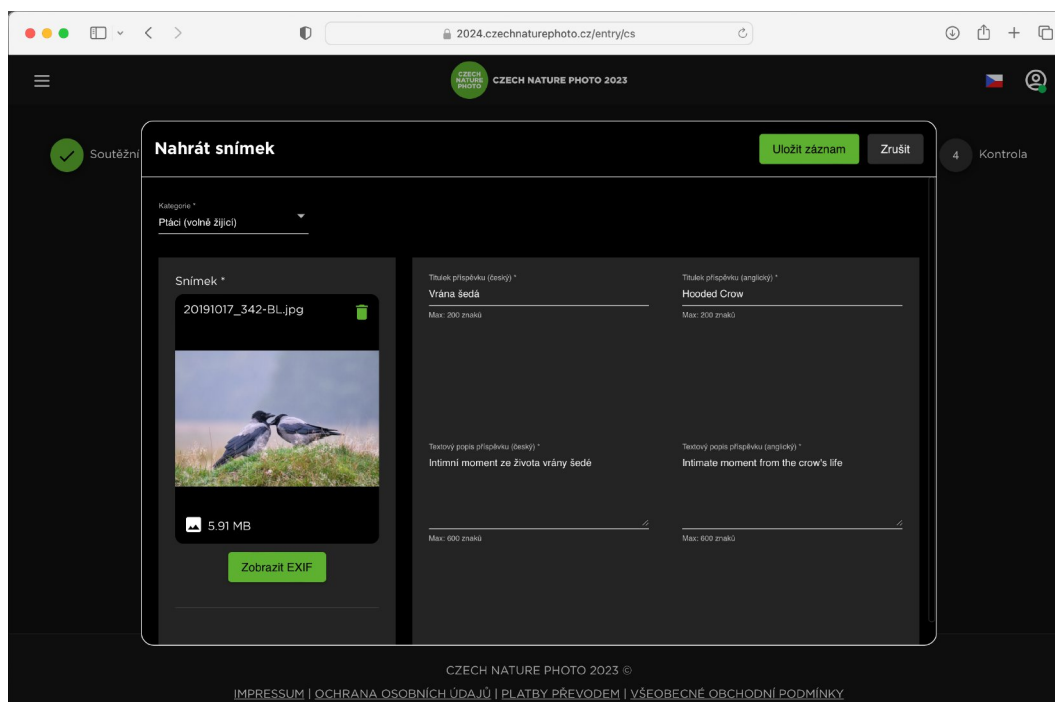 2024.czechnaturephoto.cz/entry/cs
CZECH
NATURE
PHOTO
CZECH NATURE PHOTO 2023
Soutěžní
Nahrát snímek
Uložit záznam
Zrušit
4 Kontrola
Kategorie *
Ptáci (volně žijící)
Snímek *
20191017_342-BL.jpg
5.91 MB
Zobrazit EXIF
Titulek příspěvku (český) *
Vrána šedá
Max: 200 znaků
Titulek příspěvku (anglický) *
Hooded Crow
Max: 200 znaků
Textový popis příspěvku (český) *
Intimní moment ze života vrány šedé
Max: 600 znaků
Textový popis příspěvku (anglický) *
Intimate moment from the crow's life
Max: 600 znaků
CZECH NATURE PHOTO 2023 ©
IMPRESSUM | OCHRANA OSOBNÍCH ÚDAJŮ | PLATBY PŘEVODEM | VŠEOBECNÉ OBCHODNÍ PODMÍNKY